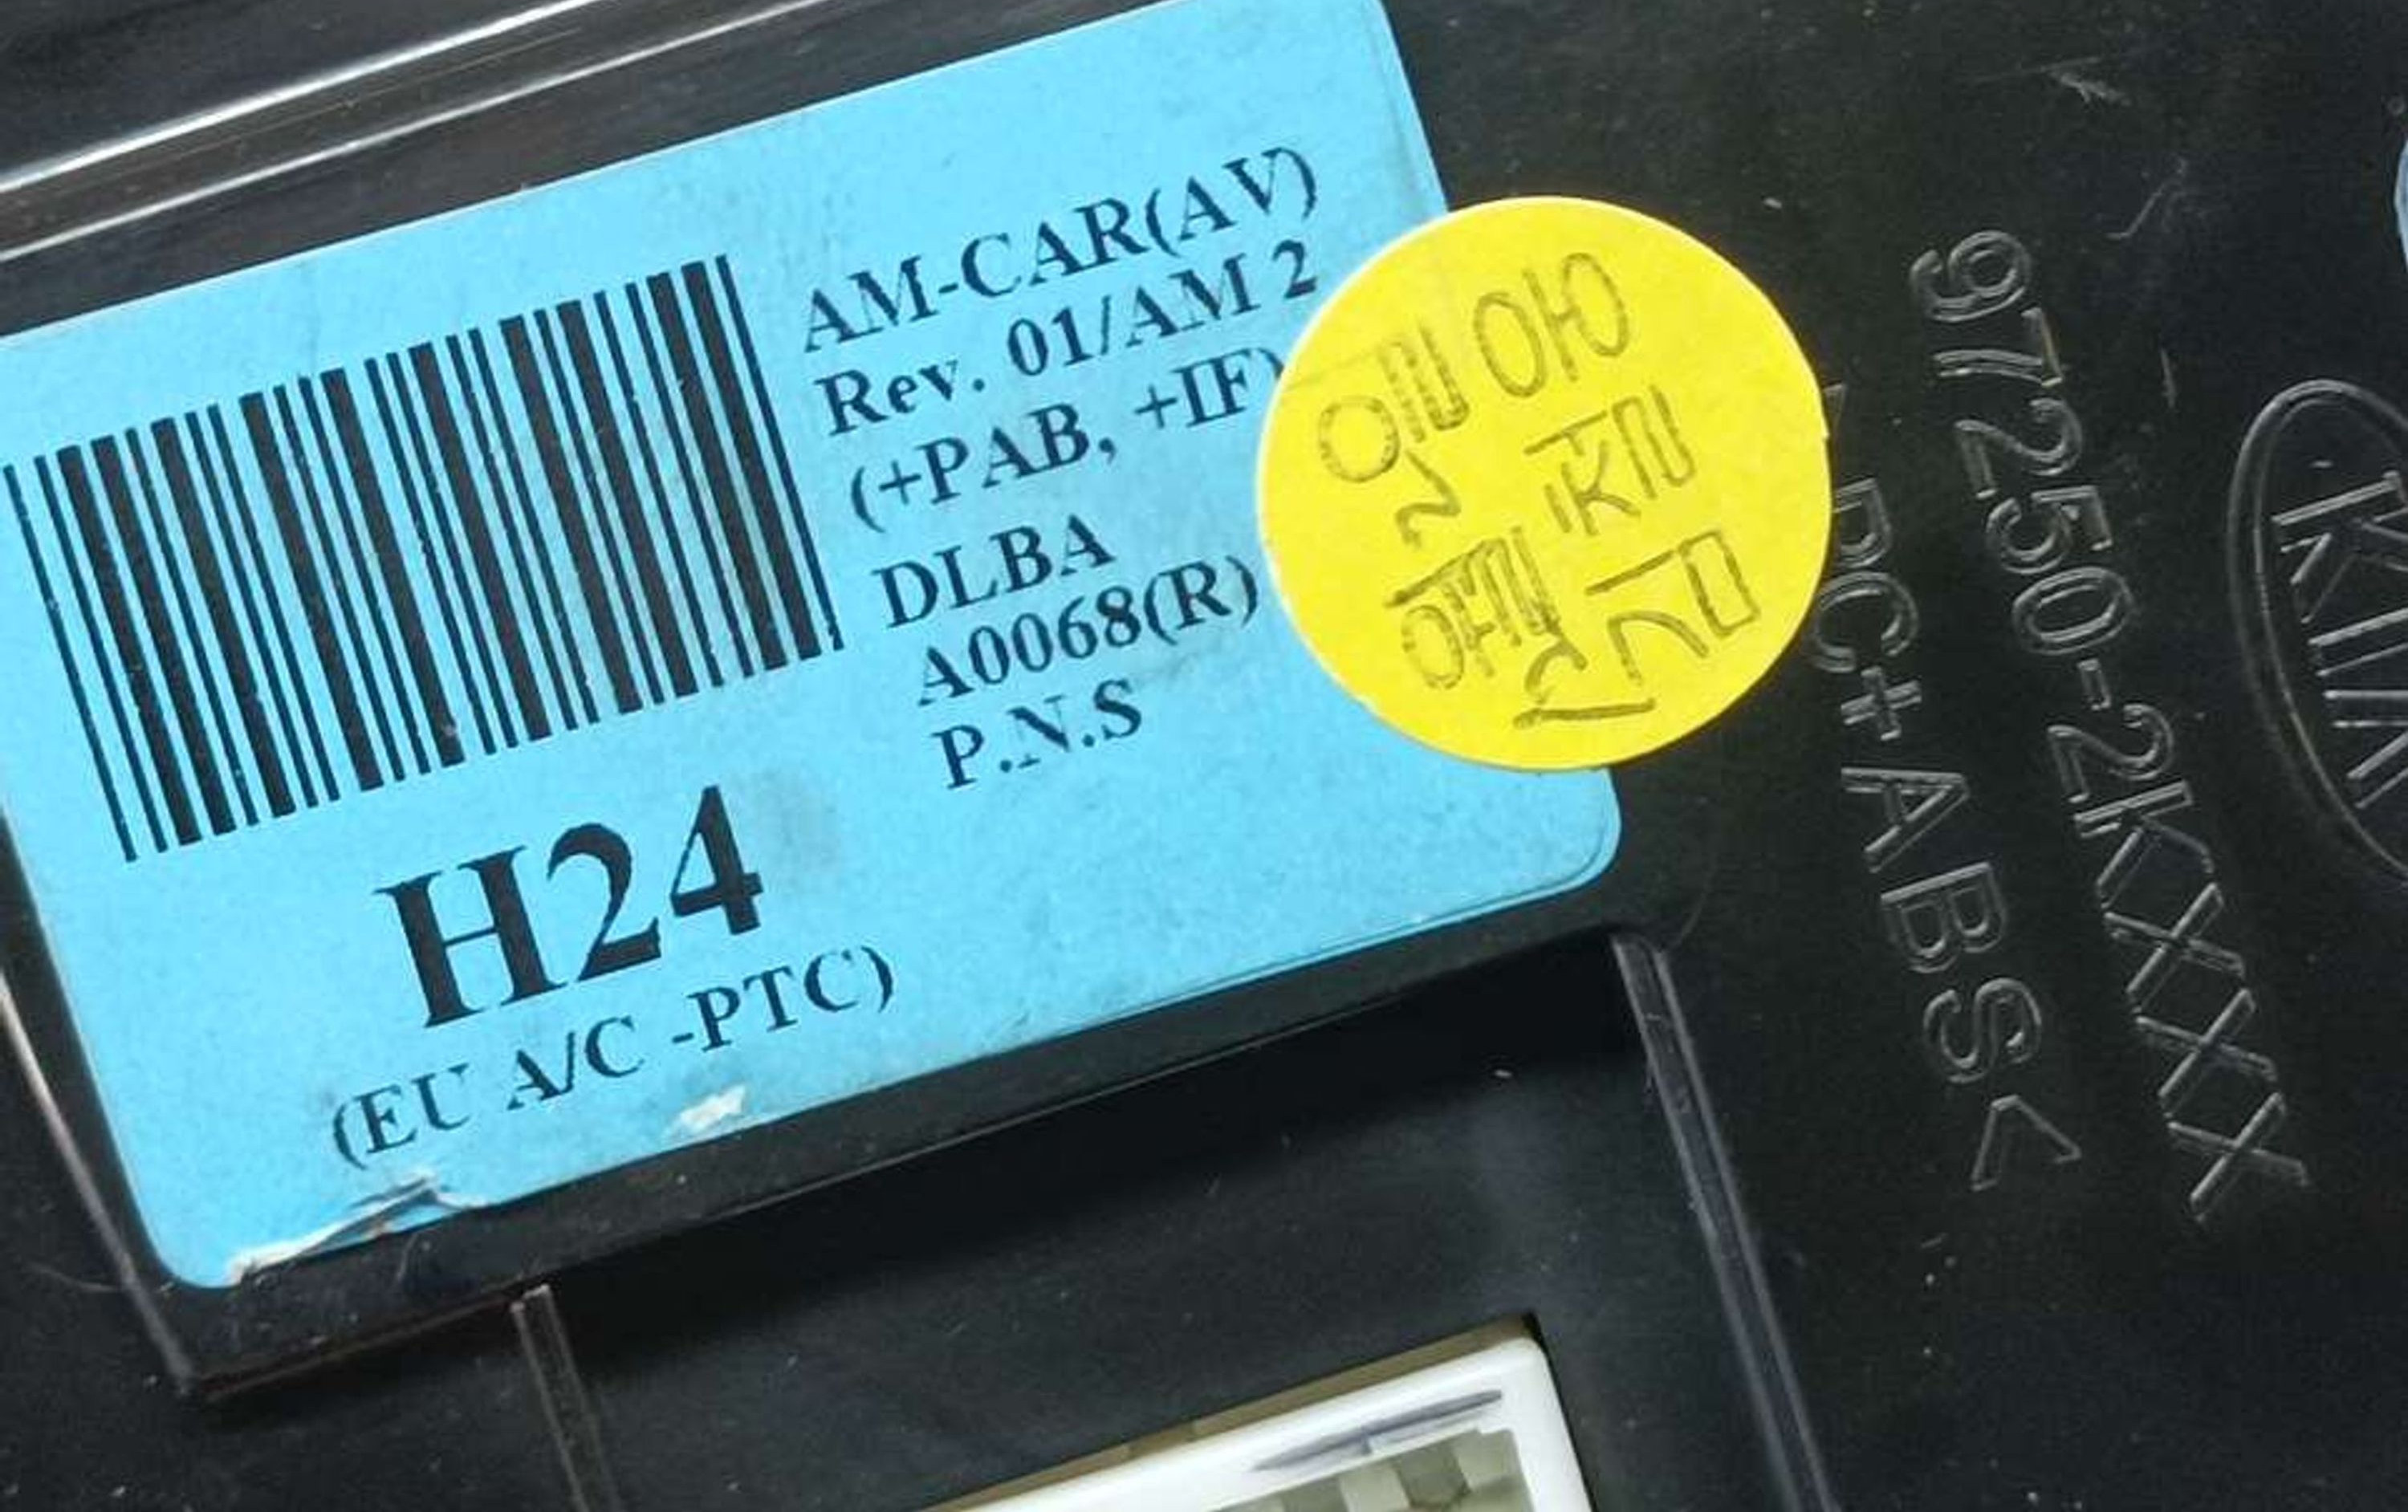 AM-CAR(AV)
Rev. 01/AM 2
(+PAB, +IF)
DLBA
A0068(R)
P.N.S
H24
(EU A/C -PTC)
97250-2KXXX
PC+ABS<
KIA